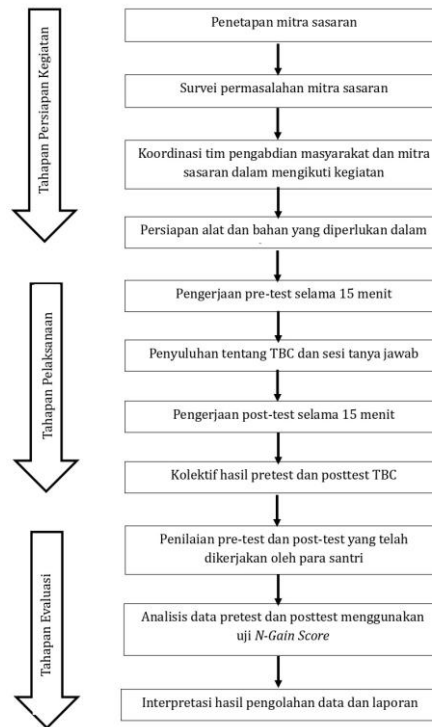 Tahapan Persiapan Kegiatan
Penetapan mitra sasaran
Survei permasalahan mitra sasaran
Koordinasi tim pengabdian masyarakat dan mitra
sasaran dalam mengikuti kegiatan
Persiapan alat dan bahan yang diperlukan dalam
Tahapan Pelaksanaan
Pengerjaan pre-test selama 15 menit
Penyuluhan tentang TBC dan sesi tanya jawab
Pengerjaan post-test selama 15 menit
Kolektif hasil pretest dan posttest TBC
Tahapan Evaluasi
Penilaian pre-test dan post-test yang telah
dikerjakan oleh para santri
Analisis data pretest dan posttest menggunakan
uji N-Gain Score
Interpretasi hasil pengolahan data dan laporan